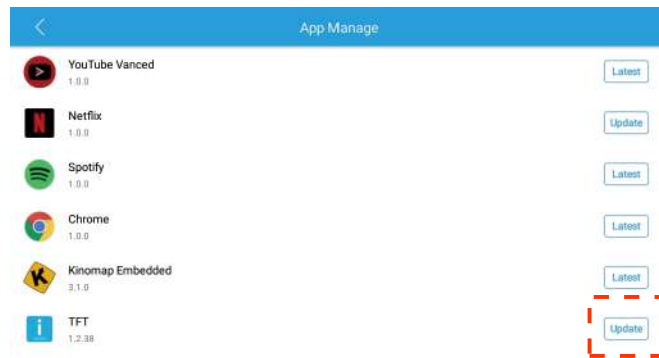 App Manage
YouTube Vanced
1.0.0
Latest
Netflix
1.0.0
Update
Spotify
1.0.0
Latest
Chrome
1.0.0
Latest
Kinomap Embedded
3.1.0
Latest
TFT
1.2.38
Update